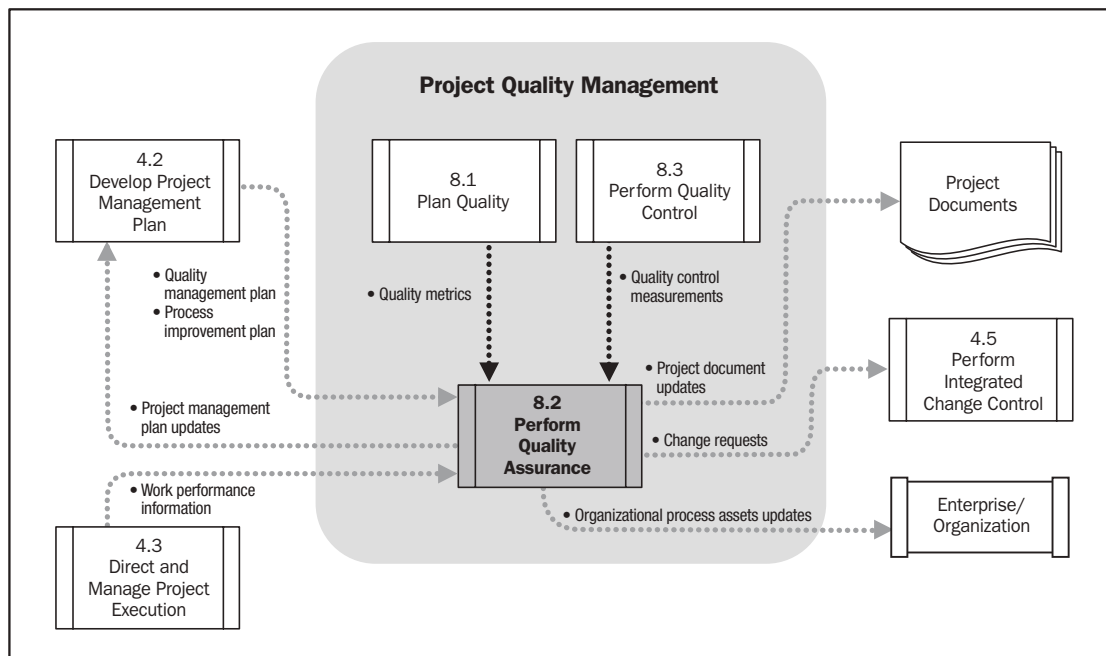 Project Quality Management
4.2
Develop Project
Management
Plan
8.1
Plan Quality
8.3
Perform Quality
Control
Project
Documents
• Quality
management plan
• Process
improvement plan
• Quality metrics
• Quality control
measurements
4.5
Perform
Integrated
Change Control
• Project document
updates
8.2
Perform
Quality
Assurance
• Project management
plan updates
• Change requests
• Work performance
information
• Organizational process assets updates
Enterprise/
Organization
4.3
Direct and
Manage Project
Execution